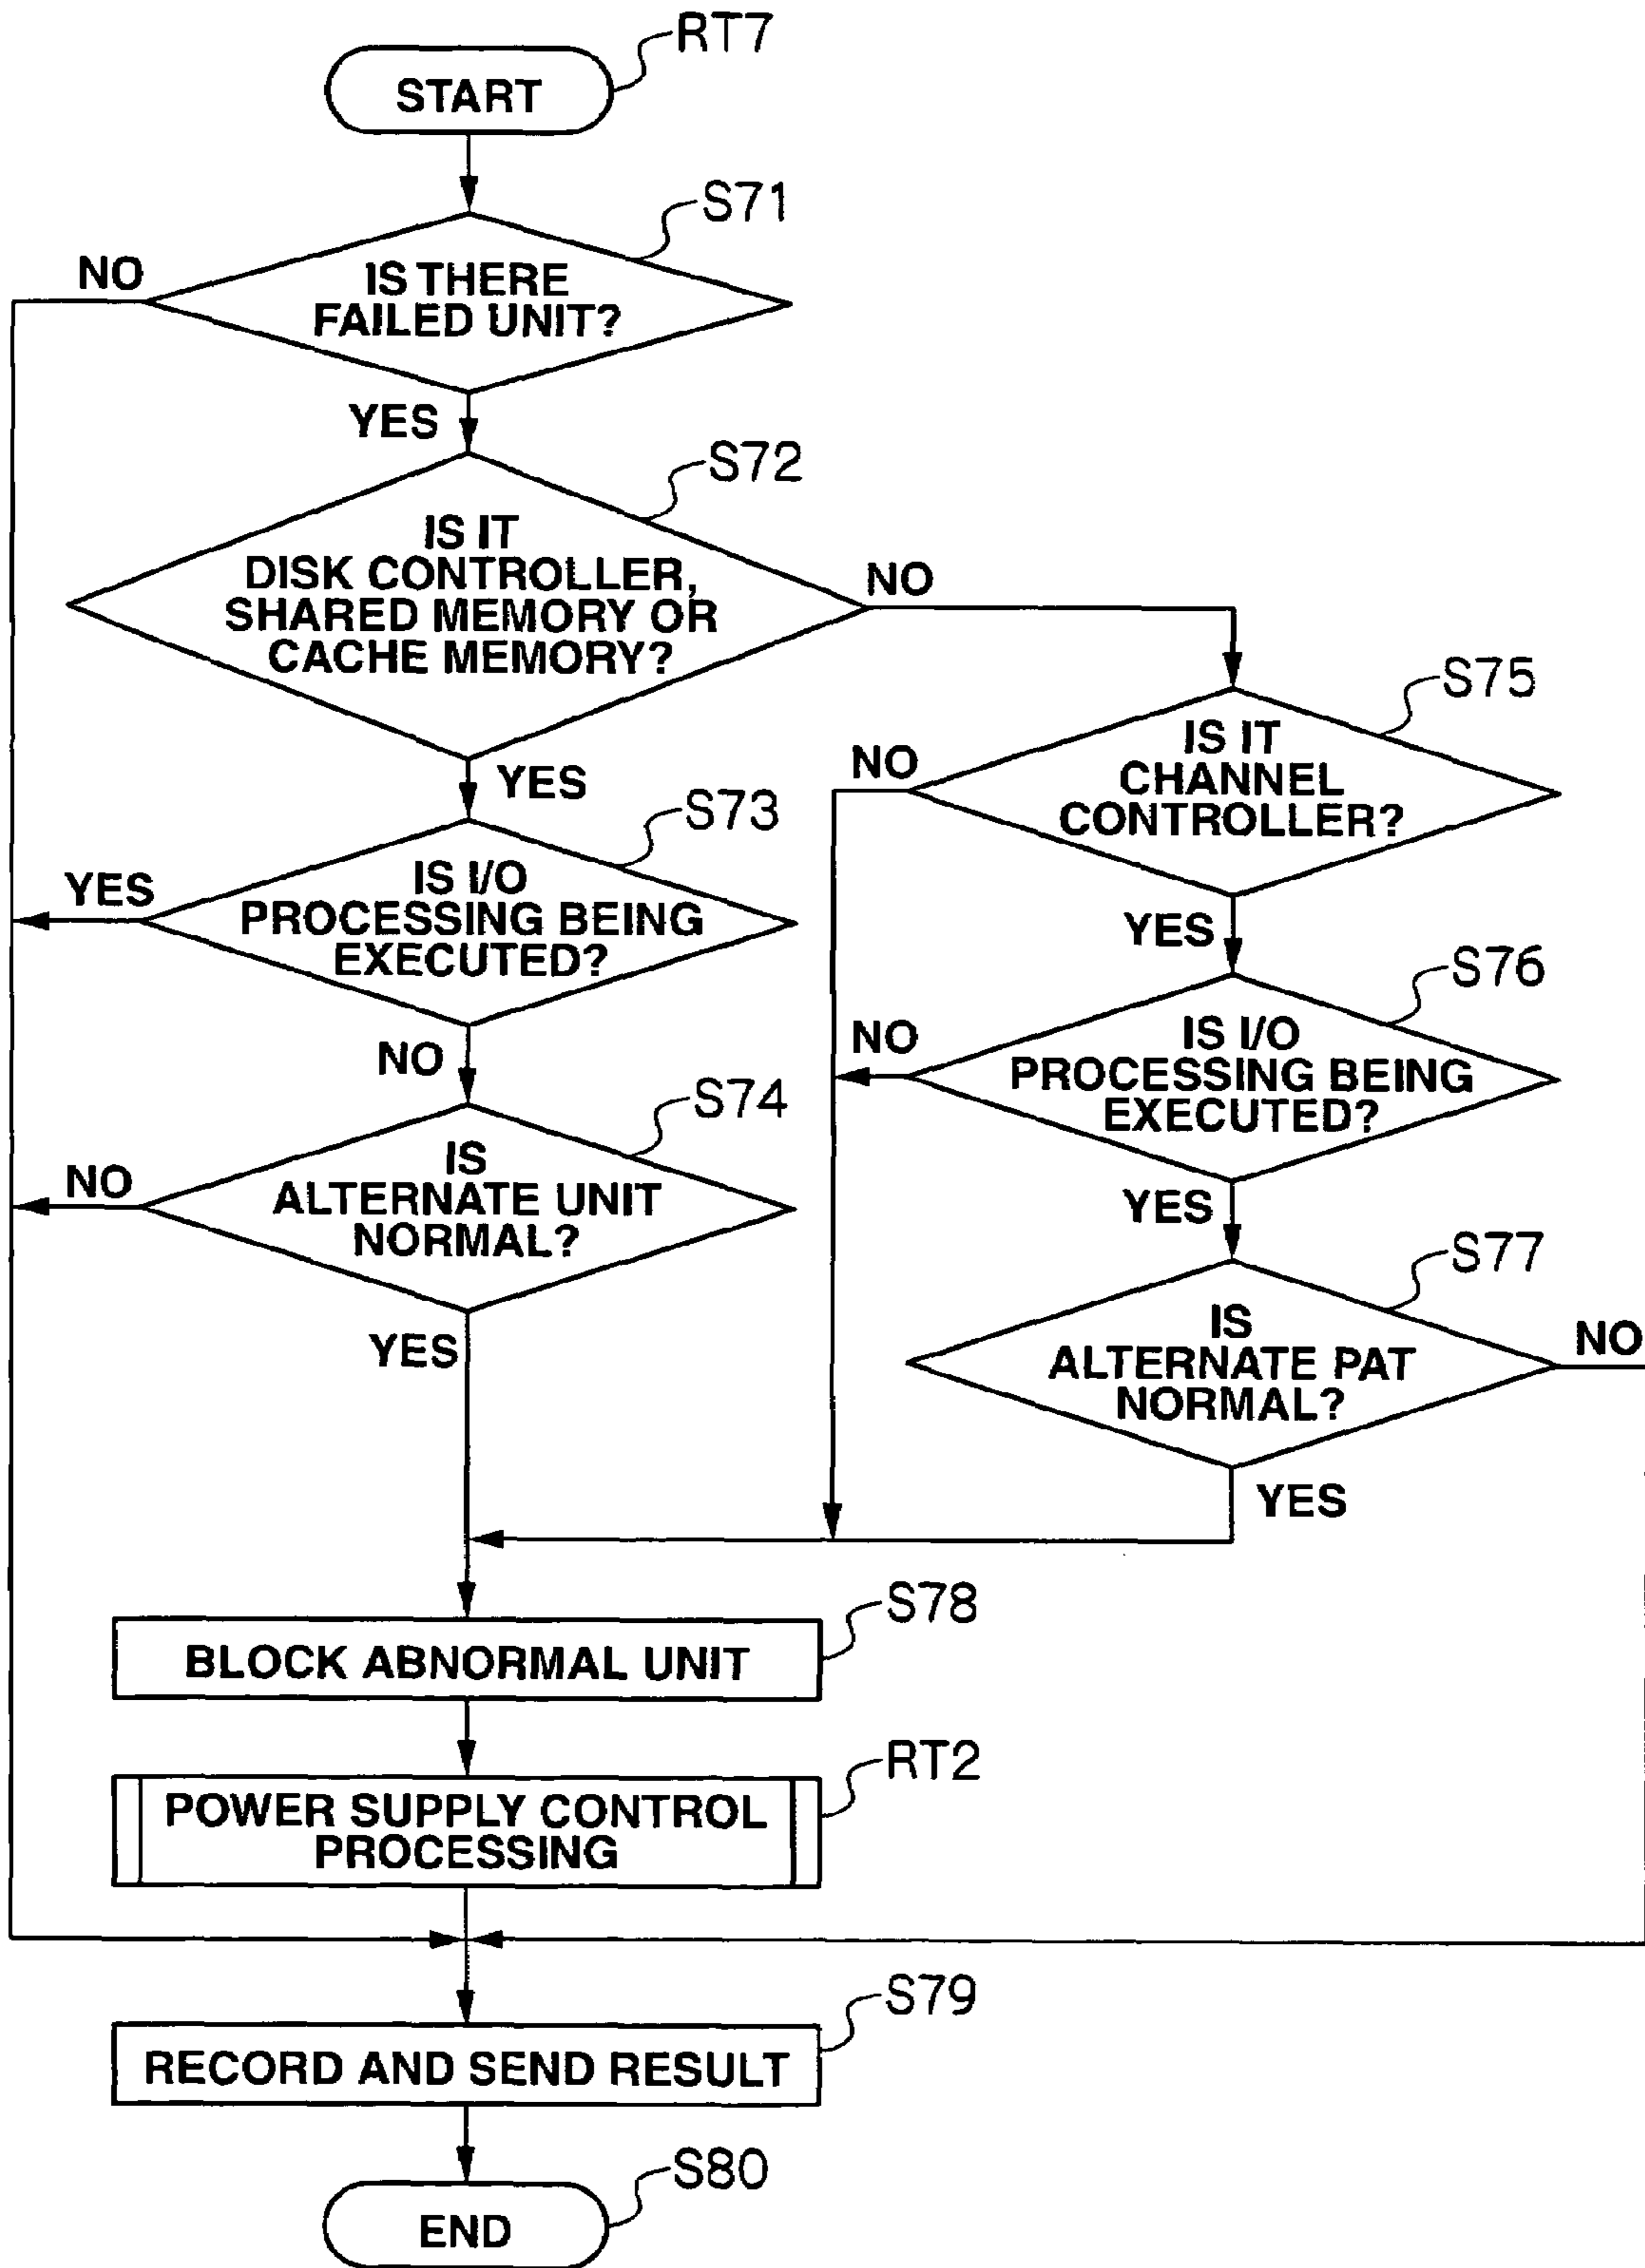 RT7
START
S71
NO
IS THERE
FAILED UNIT?
YES
S72
IS IT
DISK CONTROLLER,
SHARED MEMORY OR
CACHE MEMORY?
NO
YES
S75
IS IT
CHANNEL
CONTROLLER?
NO
YES
S73
IS I/O
PROCESSING BEING
EXECUTED?
YES
NO
S76
IS I/O
PROCESSING BEING
EXECUTED?
NO
YES
S74
IS
ALTERNATE UNIT
NORMAL?
NO
YES
S77
IS
ALTERNATE PAT
NORMAL?
NO
YES
S78
BLOCK ABNORMAL UNIT
RT2
POWER SUPPLY CONTROL
PROCESSING
S79
RECORD AND SEND RESULT
S80
END